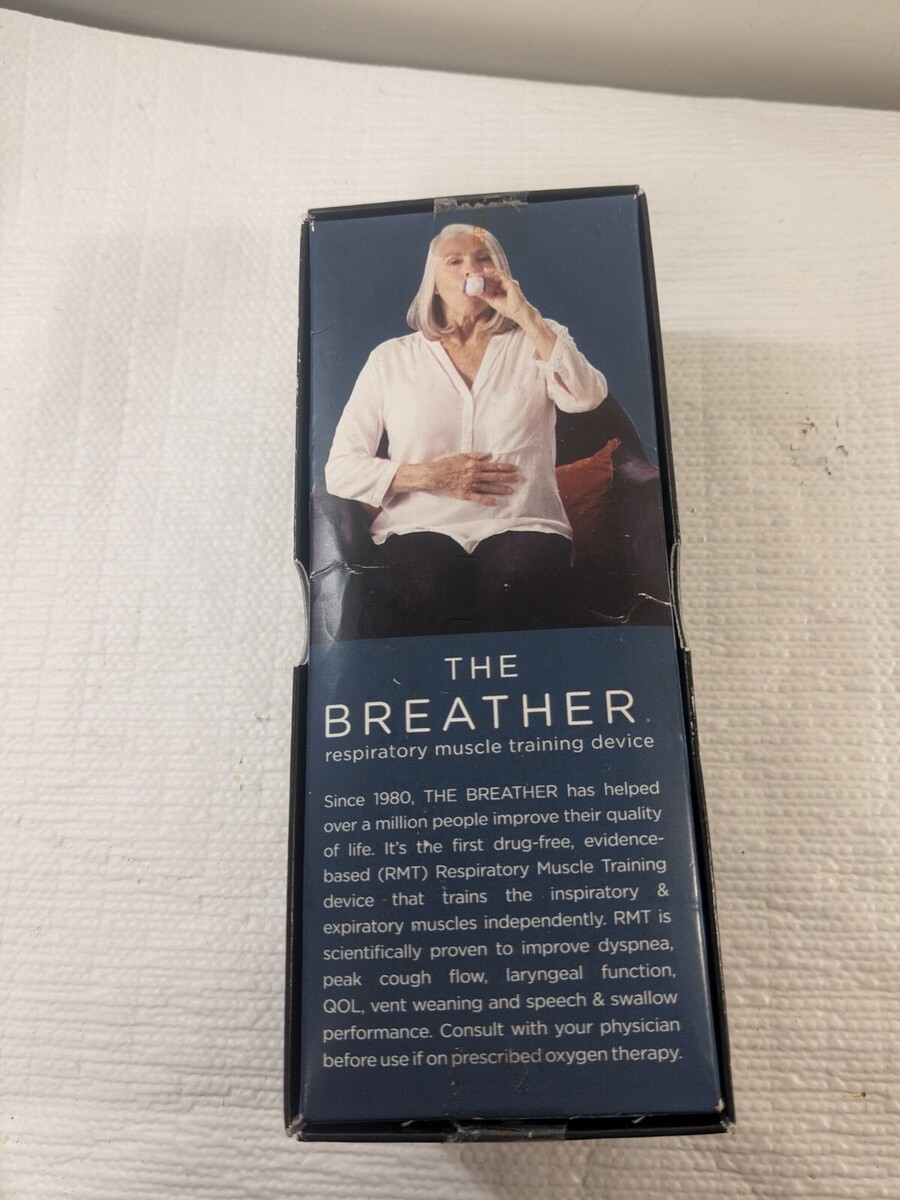 THE
BREATHER
respiratory muscle training device
Since 1980, THE BREATHER has helped
over a million people improve their quality
of life. It's the first drug-free, evidence-
based (RMT) Respiratory Muscle Training
device that trains the inspiratory &
expiratory muscles independently. RMT is
scientifically proven to improve dyspnea,
peak cough flow, laryngeal function,
QOL, vent weaning and speech & swallow
performance. Consult with your physician
before use if on prescribed oxygen therapy.